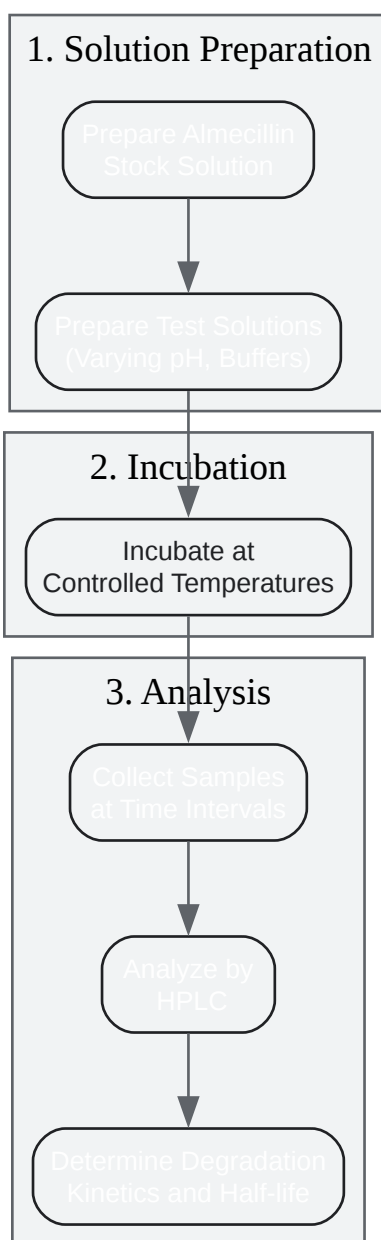 1. Solution Preparation
Prepare Almecillin
Stock Solution
Prepare Test Solutions
(Varying pH, Buffers)
2. Incubation
Incubate at
Controlled Temperatures
3. Analysis
Collect Samples
at Time Intervals
Analyze by
HPLC
Determine Degradation
Kinetics and Half-life